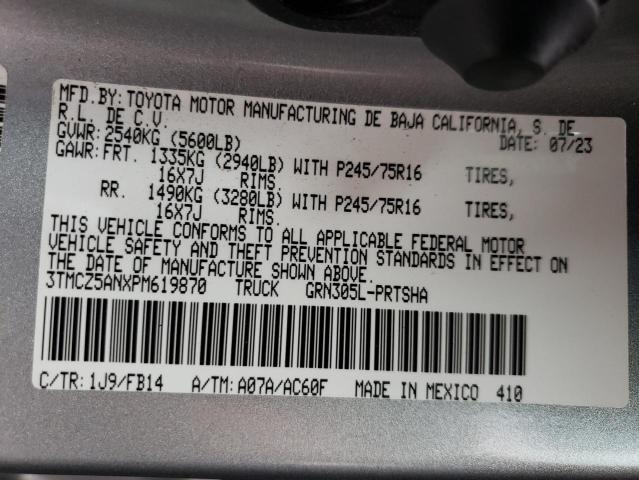 MFD.BY:TOYOTA MOTOR MANUFACTURING DE BAJA CALIFORNIA, S. DE
R.L. DE C.V. DATE: 07/23
GVWR: 2540KG (5600LB)
GAWR:FRT. 1335KG (2940LB) WITH P245/75R16 TIRES,
16X7J RIMS.
RR. 1490KG (3280LB) WITH P245/75R16 TIRES,
16X7J RIMS.
THIS VEHICLE CONFORMS TO ALL APPLICABLE FEDERAL MOTOR
VEHICLE SAFETY AND THEFT PREVENTION STANDARDS IN EFFECT ON
THE DATE OF MANUFACTURE SHOWN ABOVE.
3TMCZ5ANXPM619870 TRUCK GRN305L-PRTSHA
C/TR:1J9/FB14 A/TM:A07A/AC60F MADE IN MEXICO 410